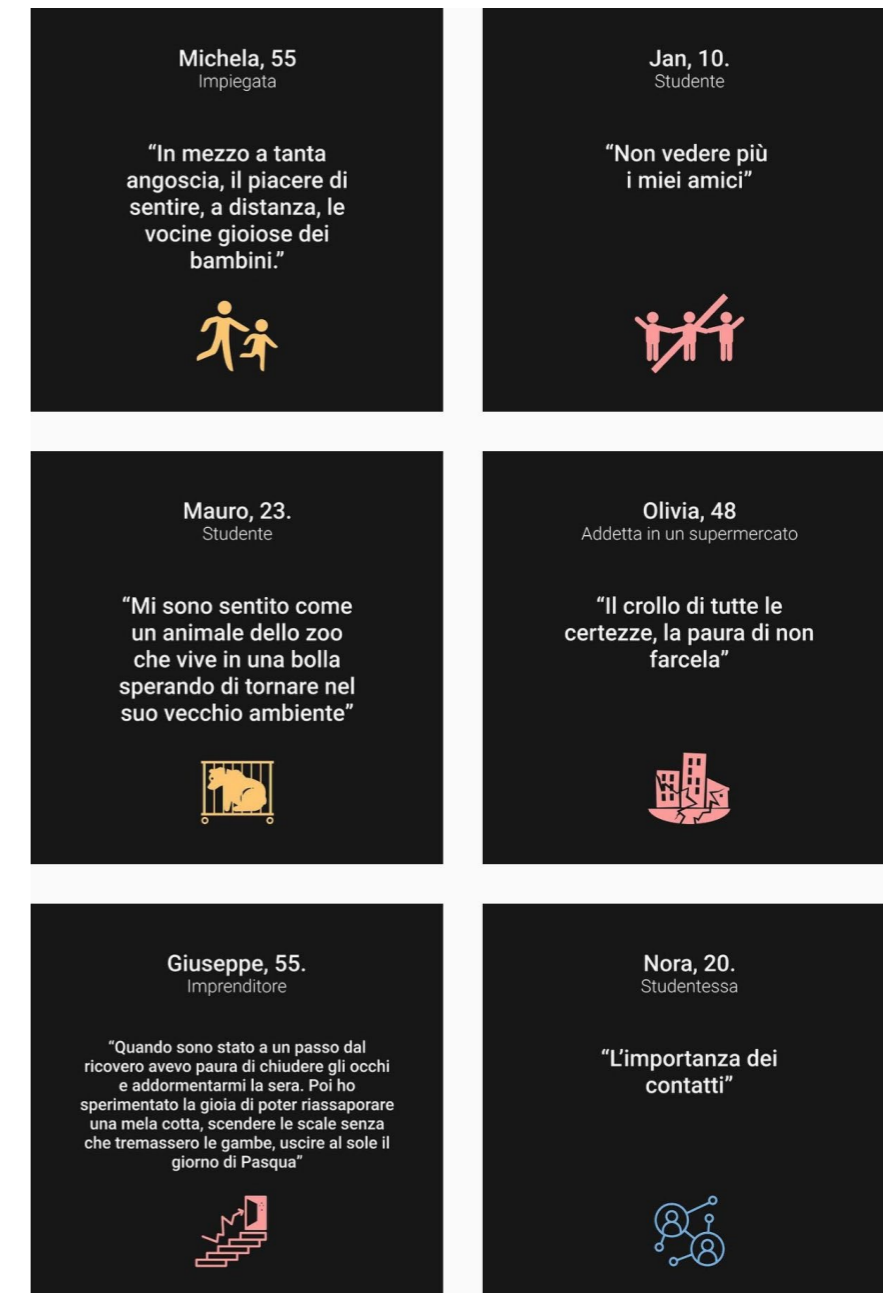 Michela, 55
Impiegata
“In mezzo a tanta
angoscia, il piacere di
sentire, a distanza, le
vocine gioiose dei
bambini.”
Jan, 10.
Studente
“Non vedere più
i miei amici”
Mauro, 23.
Studente
“Mi sono sentito come
un animale dello zoo
che vive in una bolla
sperando di tornare nel
suo vecchio ambiente”
Olivia, 48
Addetta in un supermercato
“Il crollo di tutte le
certezze, la paura di non
farcela”
Giuseppe, 55.
Imprenditore
“Quando sono stato a un passo dal
ricovero avevo paura di chiudere gli occhi
e addormentarmi la sera. Poi ho
sperimentato la gioia di poter riassaporare
una mela cotta, scendere le scale senza
che tremassero le gambe, uscire al sole il
giorno di Pasqua”
Nora, 20.
Studentessa
“L’importanza dei
contatti”